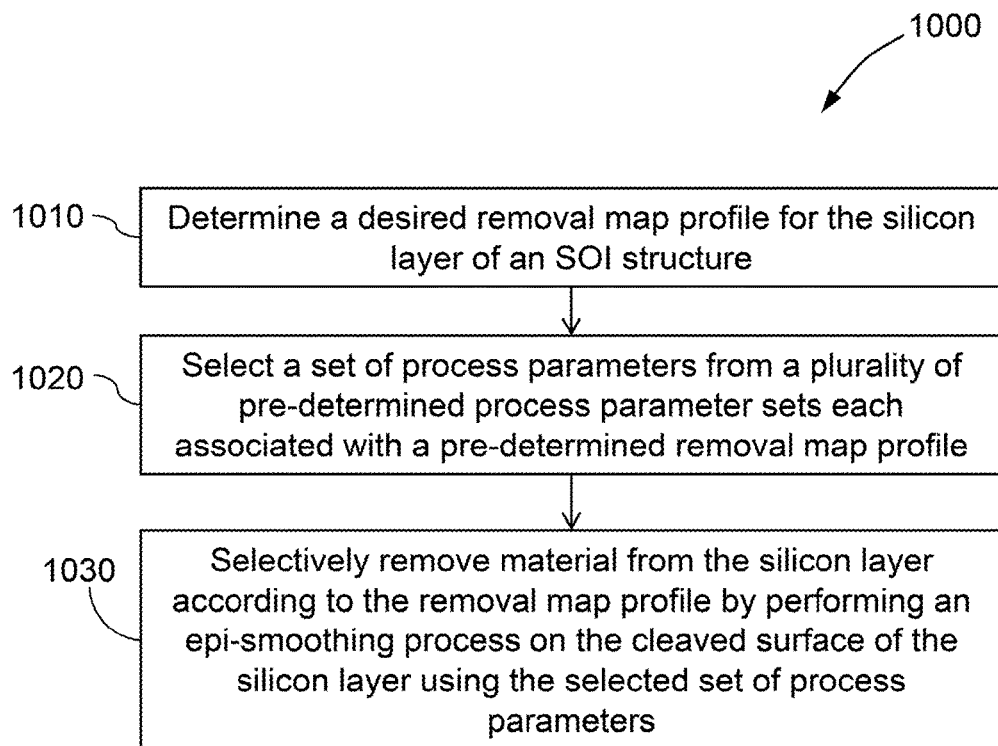 1000
1010
Determine a desired removal map profile for the silicon
layer of an SOI structure
1020
Select a set of process parameters from a plurality of
pre-determined process parameter sets each
associated with a pre-determined removal map profile
1030
Selectively remove material from the silicon layer
according to the removal map profile by performing an
epi-smoothing process on the cleaved surface of the
silicon layer using the selected set of process
parameters